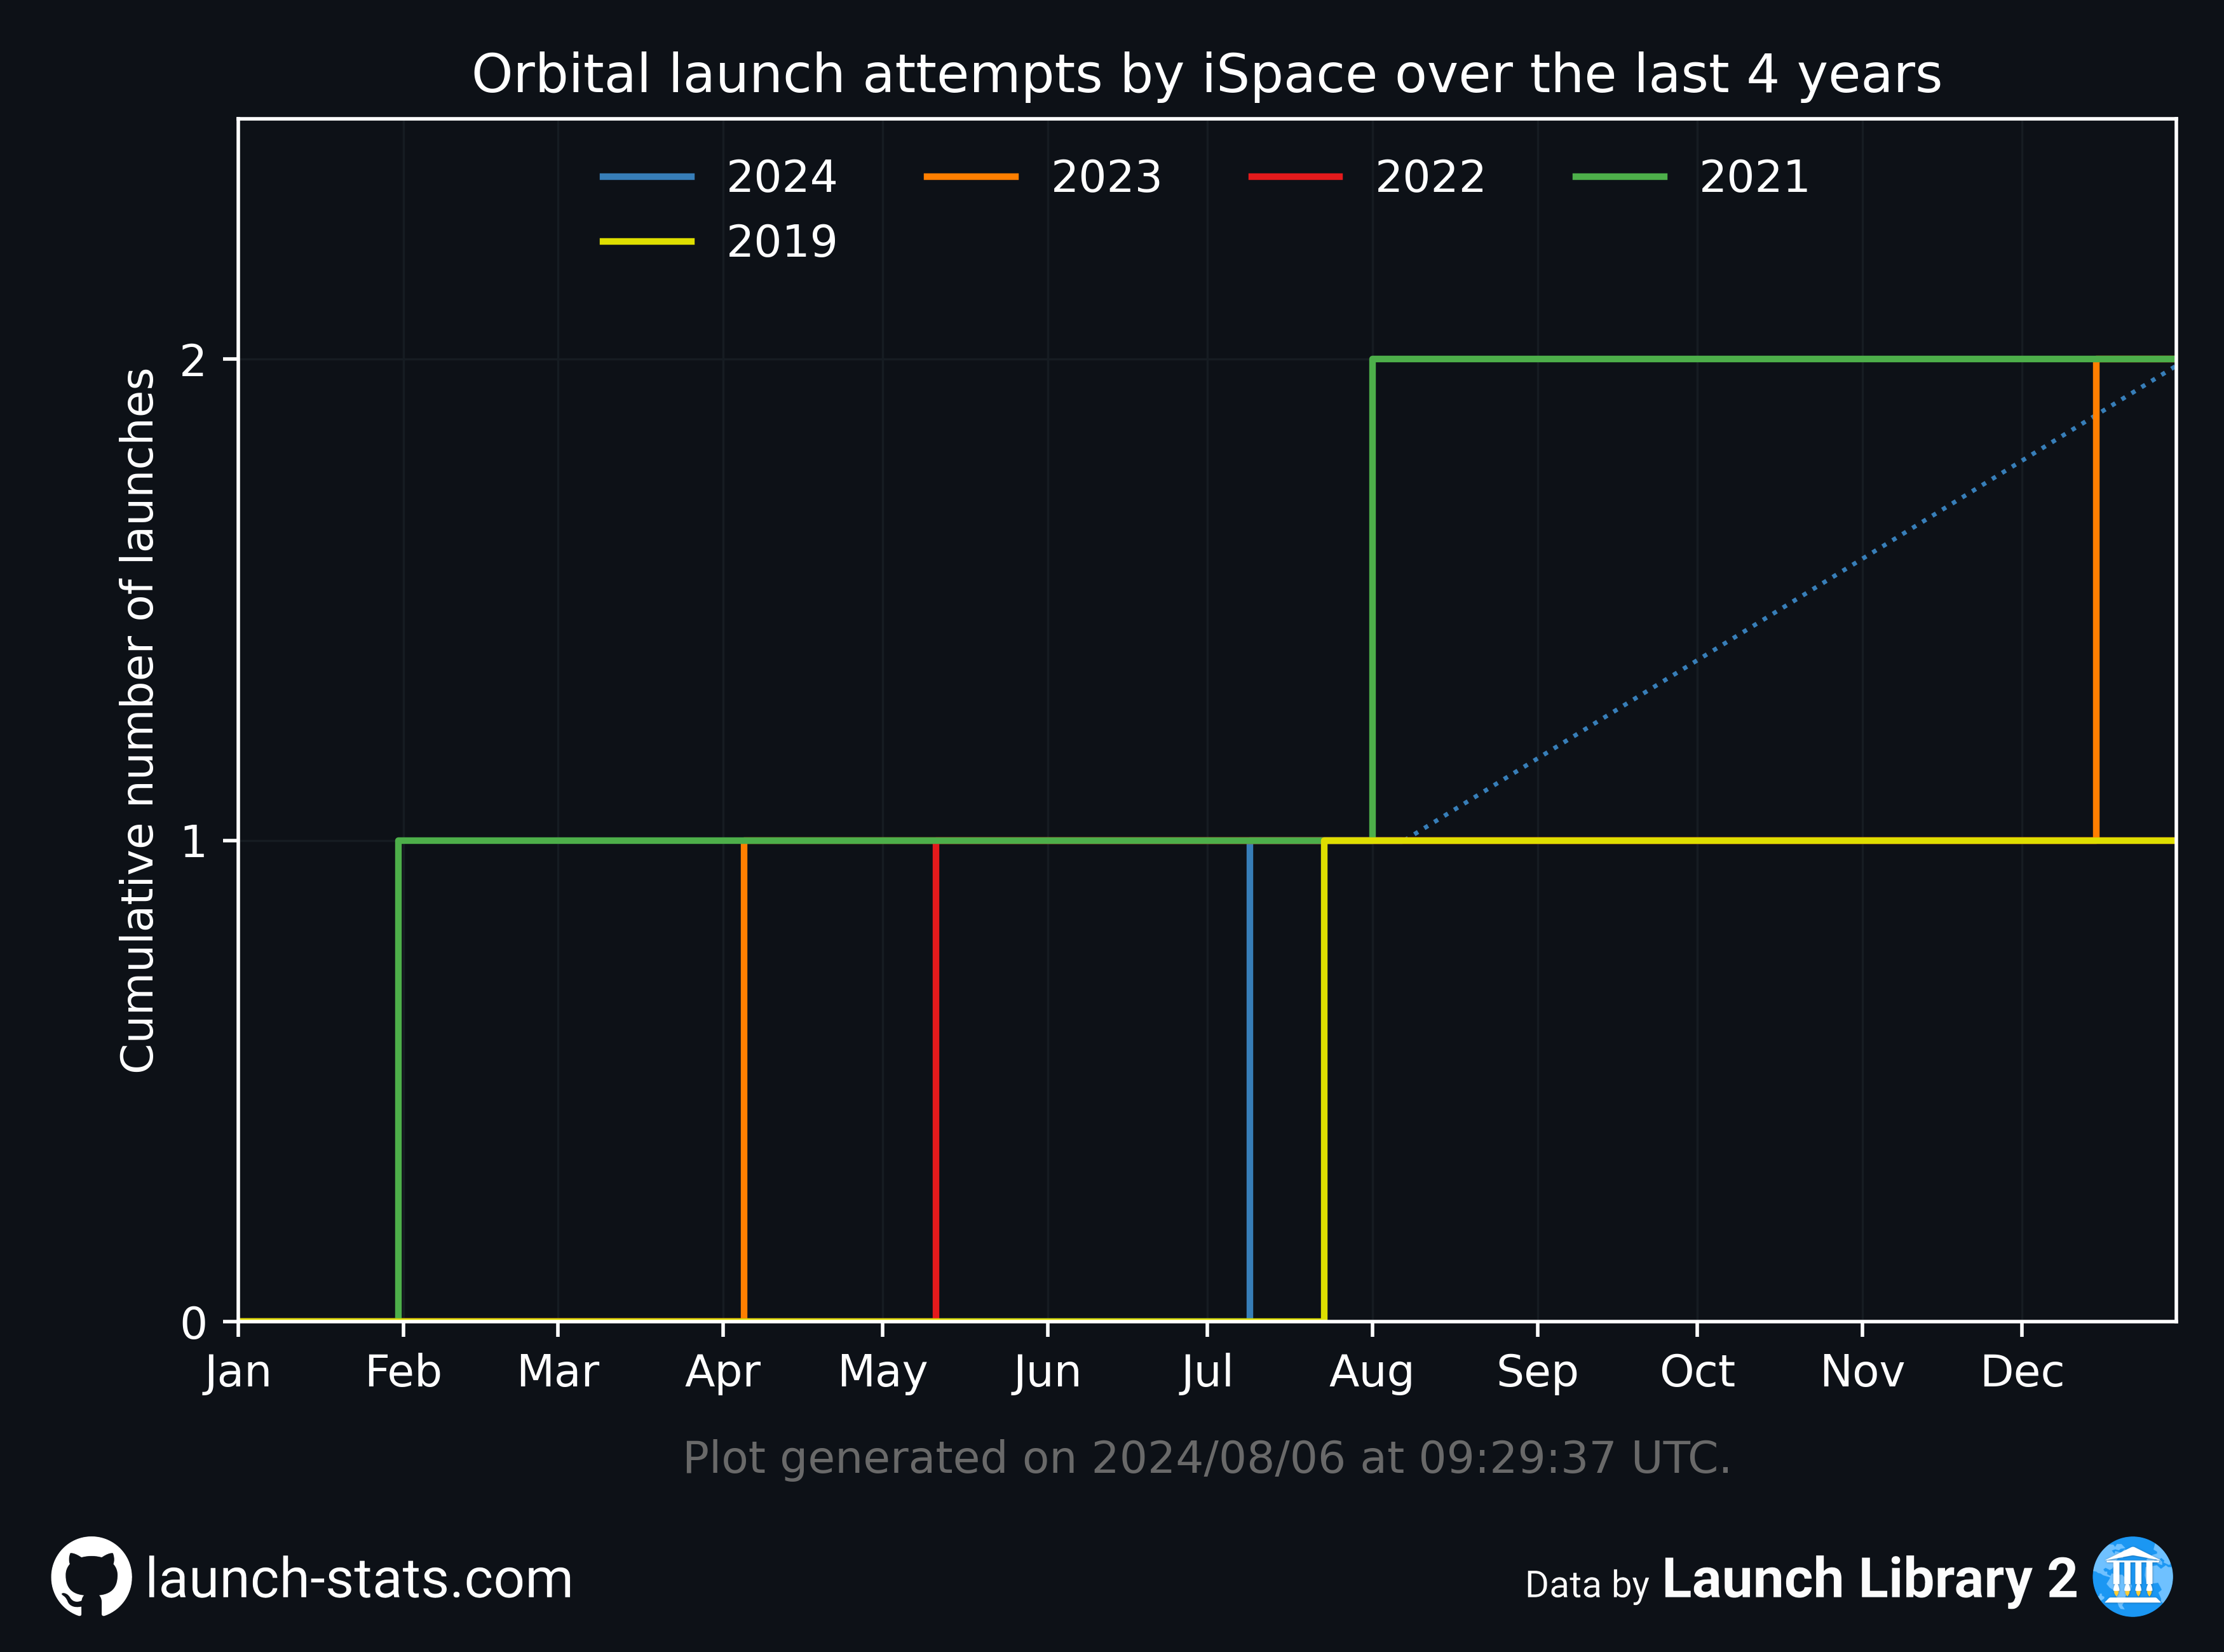 Orbital launch attempts by iSpace over the last 4 years
2024 2023 2022 2021
2019
Cumulative number of launches
2
1
0
Jan Feb Mar Apr May Jun Jul Aug Sep Oct Nov Dec
Plot generated on 2024/08/06 at 09:29:37 UTC.
launch-stats.com
Data by Launch Library 2